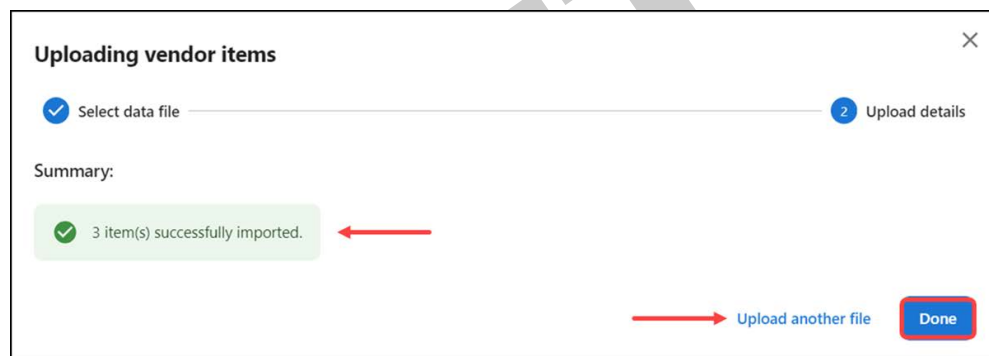 Uploading vendor items
Select data file
2 Upload details
Summary:
3 item(s) successfully imported.
Upload another file
Done